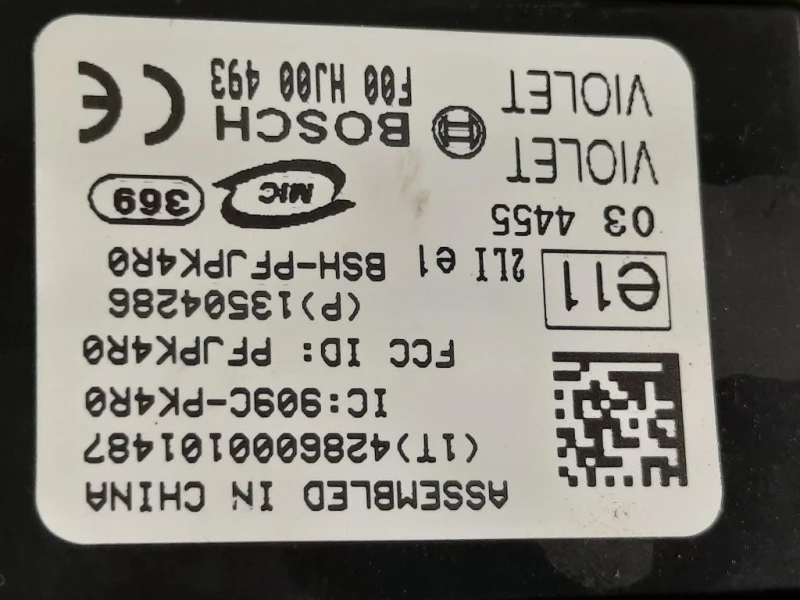 ASSEMBLED IN CHINA
(1T)4286000101487
IC:909C-PK4R0
FCC ID: PFJPK4R0
(P)13504286
e11
2LI e1 BSH-PFJPK4R0
03 4455
MIC 369
VIOLET
BOSCH CE
VIOLET
F00 HJ00 493